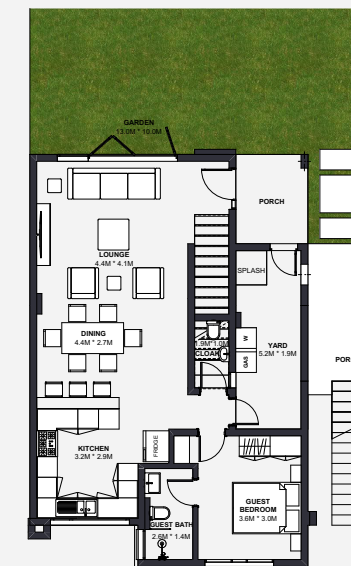 GARDEN
13.0M * 10.0M
PORCH
LOUNGE
4.4M * 4.1M
SPLASH
DINING
4.4M * 2.7M
W
YARD
5.2M * 1.9M
1.9M*1.0M
CLOAK
GAS
POR
KITCHEN
3.2M * 2.9M
FRIDGE
GUEST
BEDROOM
3.6M * 3.0M
GUEST BATH
2.6M * 1.4M